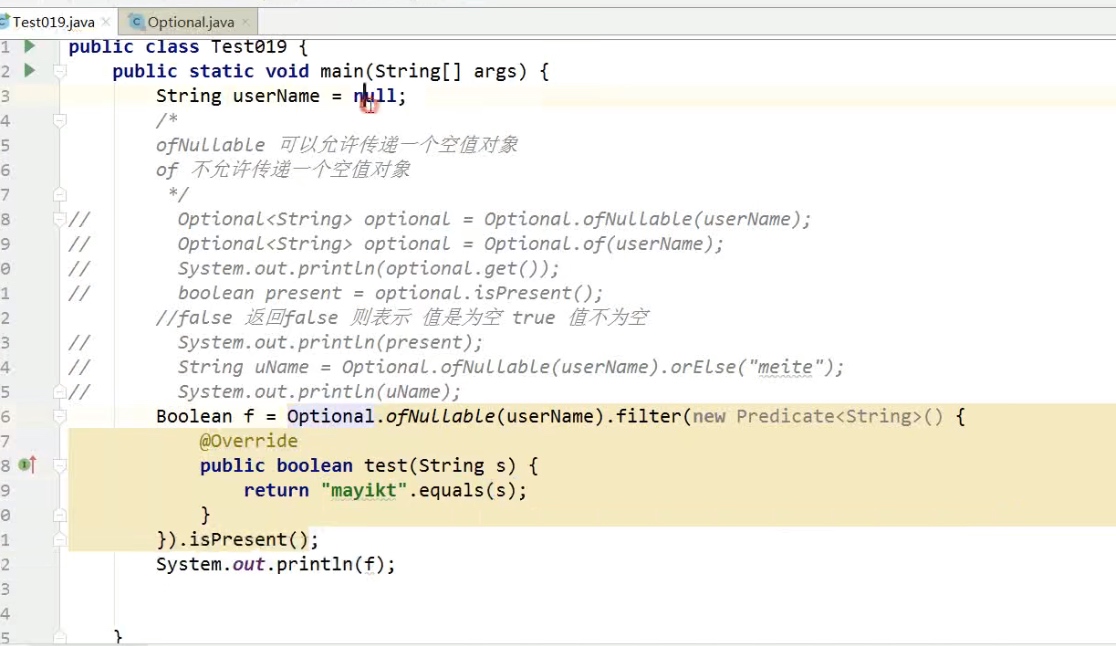 Test019.java Optional.java
1 public class Test019 {
2 public static void main(String[] args) {
3 String userName = null;
4 /*
5 ofNullable 可以允许传递一个空值对象
6 of 不允许传递一个空值对象
7 */
8 // Optional<String> optional = Optional.ofNullable(userName);
9 // Optional<String> optional = Optional.of(userName);
0 // System.out.println(optional.get());
1 // boolean present = optional.isPresent();
2 //false 返回false 则表示 值是为空 true 值不为空
3 // System.out.println(present);
4 // String uName = Optional.ofNullable(userName).orElse("meite");
5 // System.out.println(uName);
6 Boolean f = Optional.ofNullable(userName).filter(new Predicate<String>() {
7 @Override
8 public boolean test(String s) {
9 return "mayikt".equals(s);
0 }
1 }).isPresent();
2 System.out.println(f);
3
4
5 }